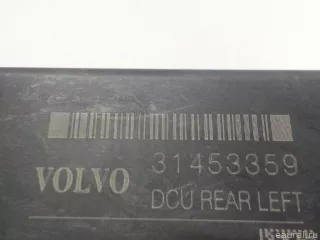 31453359
VOLVO
DCU REAR LEFT